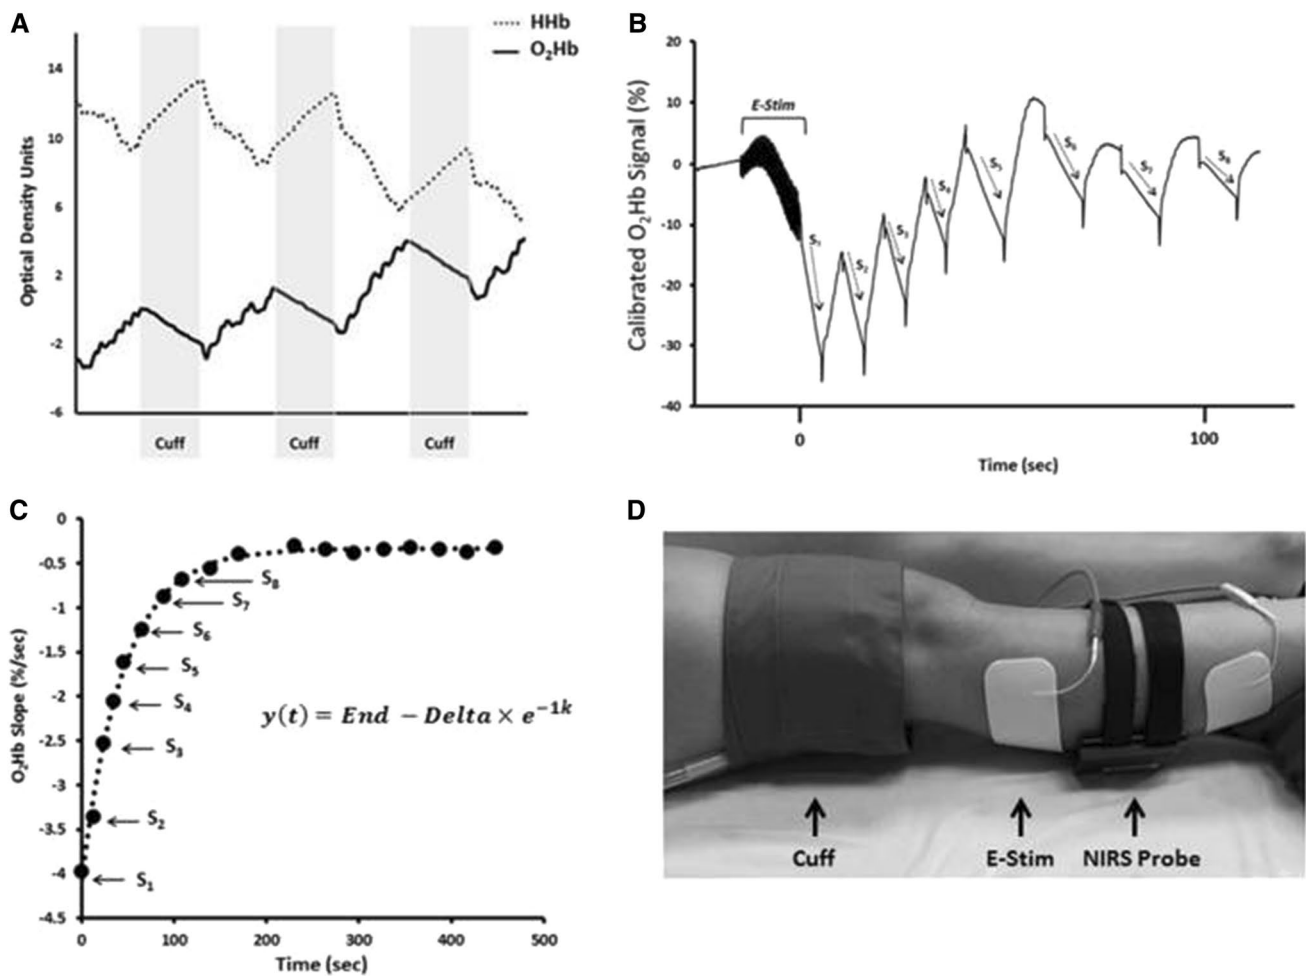 A
HHb
O₂Hb
14
10
6
2
-2
-6
Optical Density Units
Cuff
Cuff
Cuff
B
20
10
0
-10
-20
-30
-40
Calibrated O₂Hb Signal (%)
E-Stim
S₁
S₂
S₃
S₄
S₅
S₆
0
100
Time (sec)
C
0
-0.5
-1
-1.5
-2
-2.5
-3
-3.5
-4
-4.5
O₂Hb Slope (%/sec)
S₈
S₇
S₆
S₅
S₄
S₃
S₂
S₁
y(t) = End − Delta × e⁻¹ᵏ
0
100
200
300
400
500
Time (sec)
D
Cuff
E-Stim
NIRS Probe